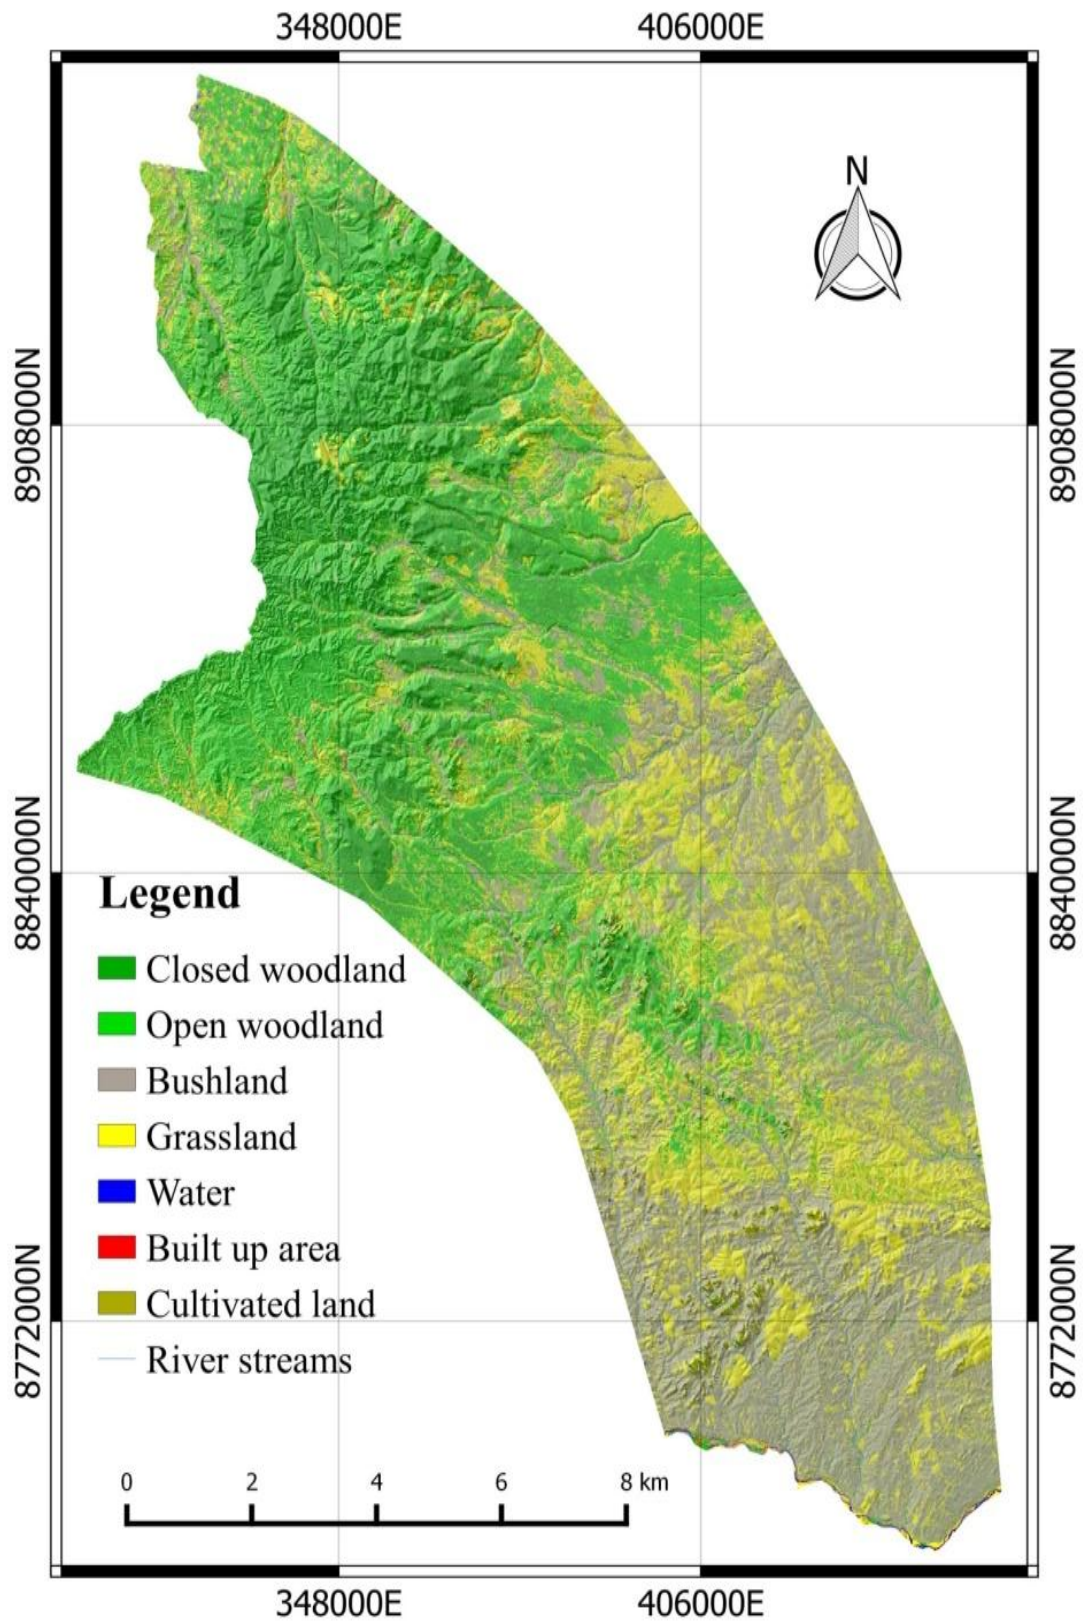 348000E 406000E
N
8908000N 8908000N
8840000N 8840000N
Legend
Closed woodland
Open woodland
Bushland
Grassland
Water
Built up area
Cultivated land
River streams
8772000N 8772000N
0 2 4 6 8 km
348000E 406000E